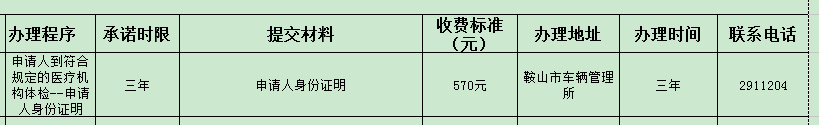 办理程序 承诺时限 提交材料 收费标准（元） 办理地址 办理时间 联系电话
申请人到符合规定的医疗机构体检--申请人身份证明 三年 申请人身份证明 570元 鞍山市车辆管理所 三年 2911204